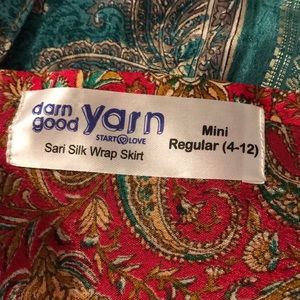 darn good yarn
START♡LOVE
Sari Silk Wrap Skirt
Mini
Regular (4-12)